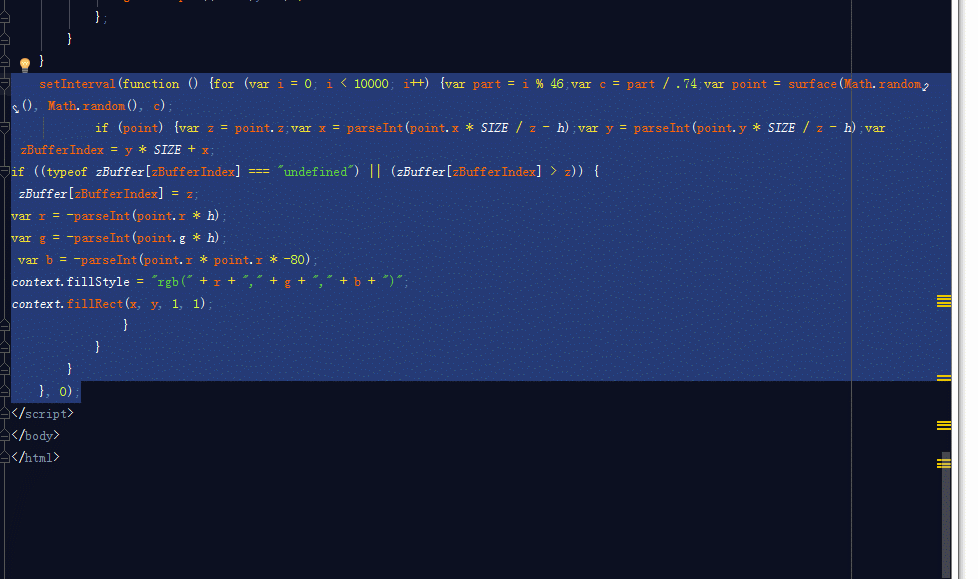 };
}
}
setInterval(function () {for (var i = 0; i < 10000; i++) {var part = i % 46;var c = part / .74;var point = surface(Math.random
(), Math.random(), c);
if (point) {var z = point.z;var x = parseInt(point.x * SIZE / z - h);var y = parseInt(point.y * SIZE / z - h);var
zBufferIndex = y * SIZE + x;
if ((typeof zBuffer[zBufferIndex] === "undefined") || (zBuffer[zBufferIndex] > z)) {
zBuffer[zBufferIndex] = z;
var r = -parseInt(point.r * h);
var g = -parseInt(point.g * h);
var b = -parseInt(point.r * point.r * -80);
context.fillStyle = "rgb(" + r + "," + g + "," + b + ")";
context.fillRect(x, y, 1, 1);
}
}
}
}, 0);
</script>
</body>
</html>